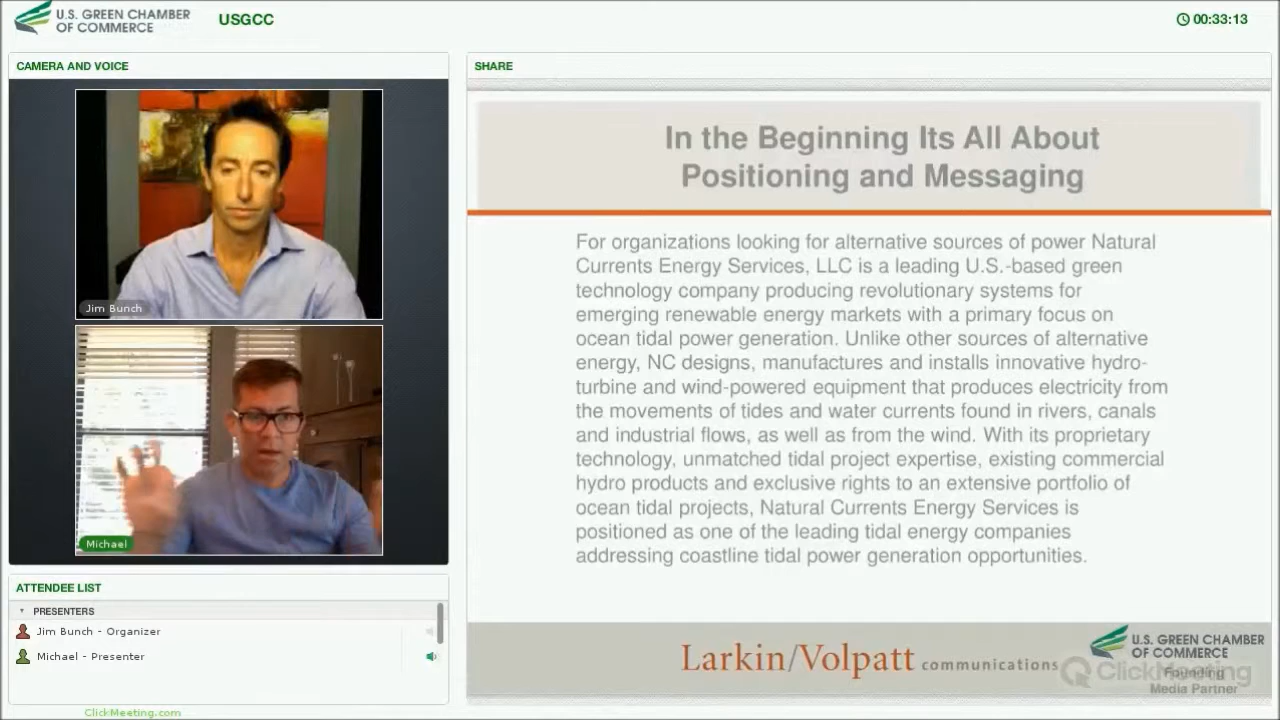 U.S. GREEN CHAMBER
OF COMMERCE
USGCC
00:33:13
CAMERA AND VOICE
Jim Bunch
Michael
ATTENDEE LIST
PRESENTERS
Jim Bunch - Organizer
Michael - Presenter
ClickMeeting.com
SHARE
In the Beginning Its All About
Positioning and Messaging
For organizations looking for alternative sources of power Natural
Currents Energy Services, LLC is a leading U.S.-based green
technology company producing revolutionary systems for
emerging renewable energy markets with a primary focus on
ocean tidal power generation. Unlike other sources of alternative
energy, NC designs, manufactures and installs innovative hydro-
turbine and wind-powered equipment that produces electricity from
the movements of tides and water currents found in rivers, canals
and industrial flows, as well as from the wind. With its proprietary
technology, unmatched tidal project expertise, existing commercial
hydro products and exclusive rights to an extensive portfolio of
ocean tidal projects, Natural Currents Energy Services is
positioned as one of the leading tidal energy companies
addressing coastline tidal power generation opportunities.
Larkin/Volpatt communications
U.S. GREEN CHAMBER
OF COMMERCE
ClickMeeting
Founding
Media Partner